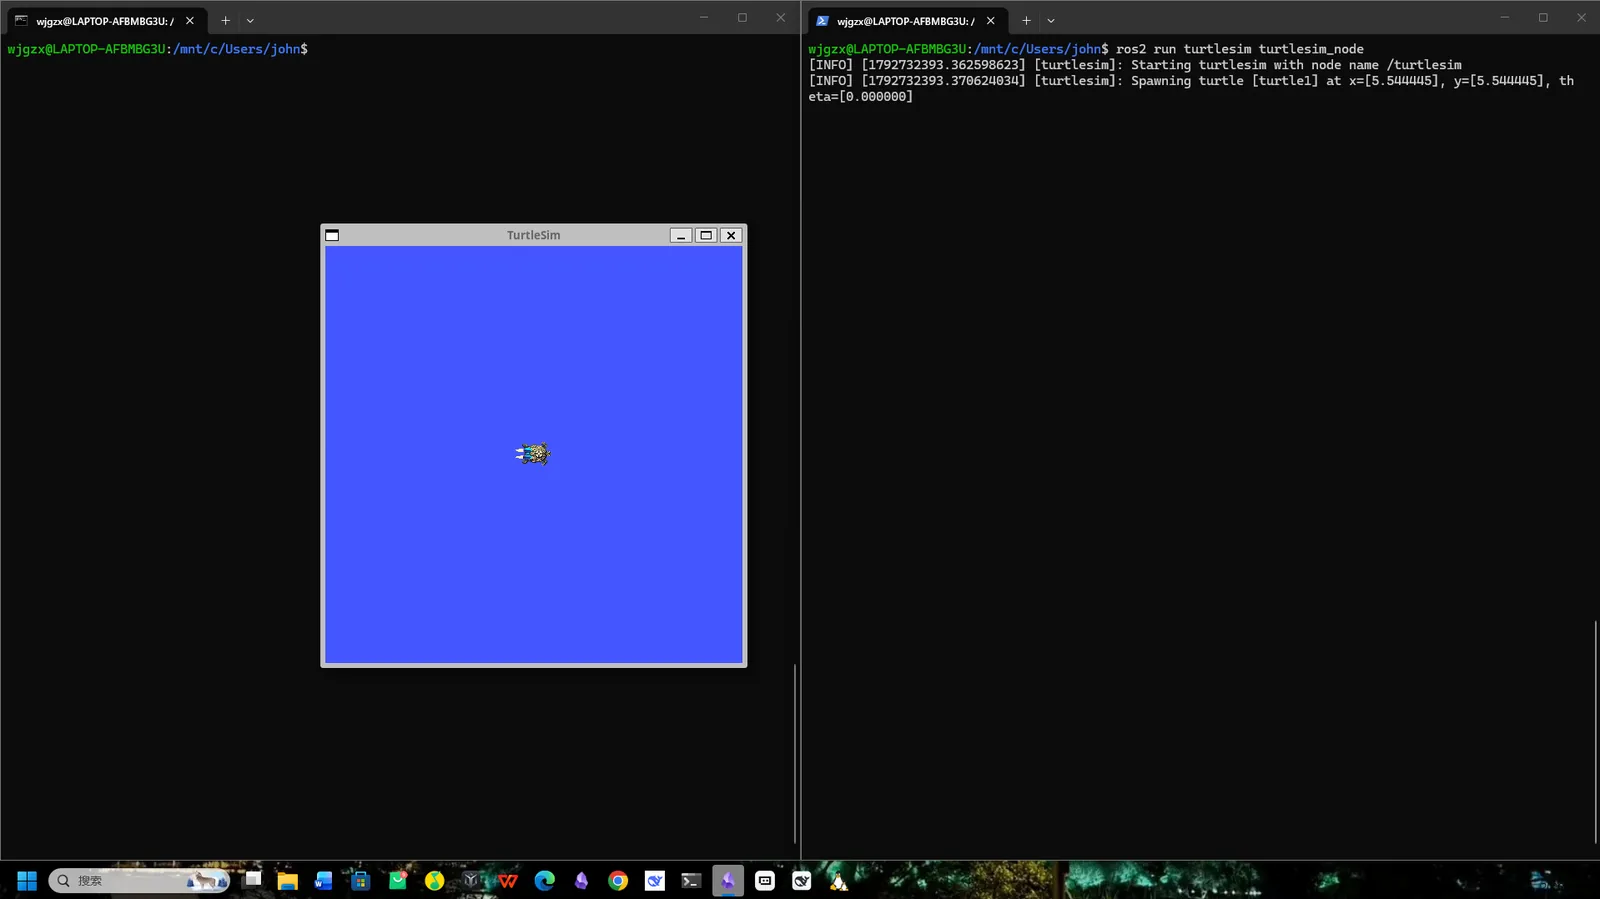 wjgzx@LAPTOP-AFBMBG3U: /
wjgzx@LAPTOP-AFBMBG3U:/mnt/c/Users/john$
TurtleSim
wjgzx@LAPTOP-AFBMBG3U: /
wjgzx@LAPTOP-AFBMBG3U:/mnt/c/Users/john$ ros2 run turtlesim turtlesim_node
[INFO] [1792732393.362598623] [turtlesim]: Starting turtlesim with node name /turtlesim
[INFO] [1792732393.370624034] [turtlesim]: Spawning turtle [turtle1] at x=[5.544445], y=[5.544445], th
eta=[0.000000]
搜索